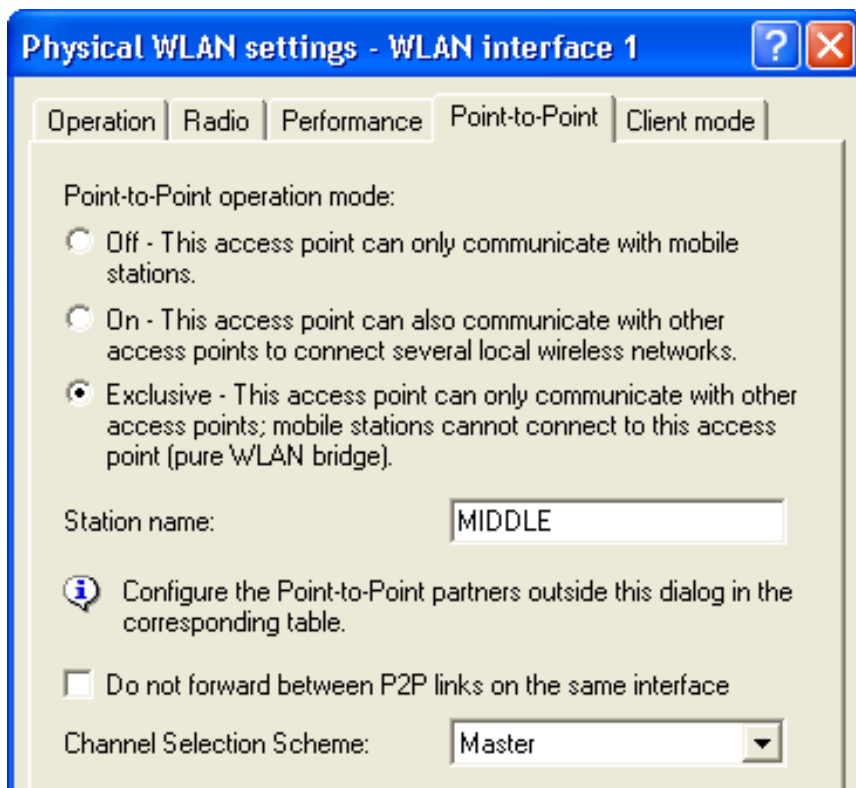 Physical WLAN settings - WLAN interface 1
Operation Radio Performance Point-to-Point Client mode
Point-to-Point operation mode:
Off - This access point can only communicate with mobile
stations.
On - This access point can also communicate with other
access points to connect several local wireless networks.
Exclusive - This access point can only communicate with other
access points; mobile stations cannot connect to this access
point (pure WLAN bridge).
Station name: MIDDLE
Configure the Point-to-Point partners outside this dialog in the
corresponding table.
Do not forward between P2P links on the same interface
Channel Selection Scheme: Master